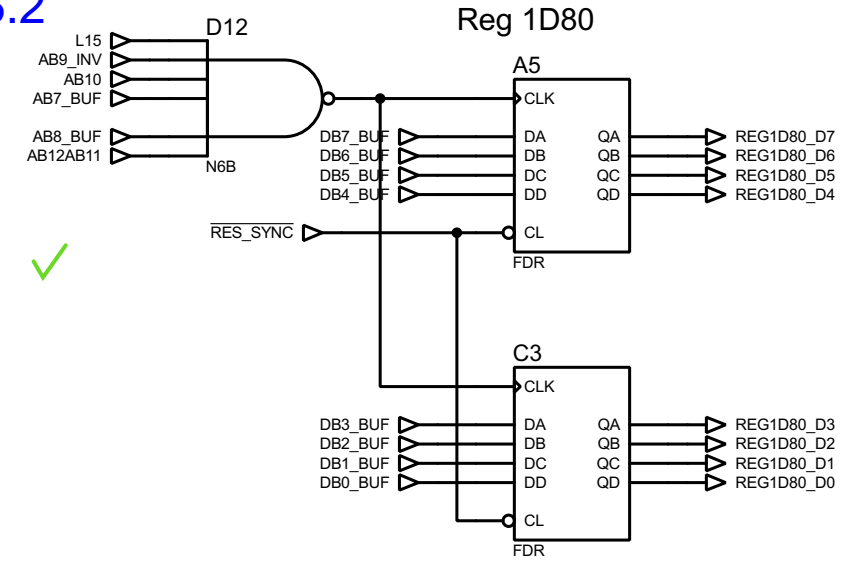 5.2
Reg 1D80
D12
L15
AB9_INV
AB10
AB7_BUF
AB8_BUF
AB12AB11
N6B
A5
CLK
DB7_BUF DA QA REG1D80_D7
DB6_BUF DB QB REG1D80_D6
DB5_BUF DC QC REG1D80_D5
DB4_BUF DD QD REG1D80_D4
RES_SYNC CL
FDR
C3
CLK
DB3_BUF DA QA REG1D80_D3
DB2_BUF DB QB REG1D80_D2
DB1_BUF DC QC REG1D80_D1
DB0_BUF DD QD REG1D80_D0
CL
FDR